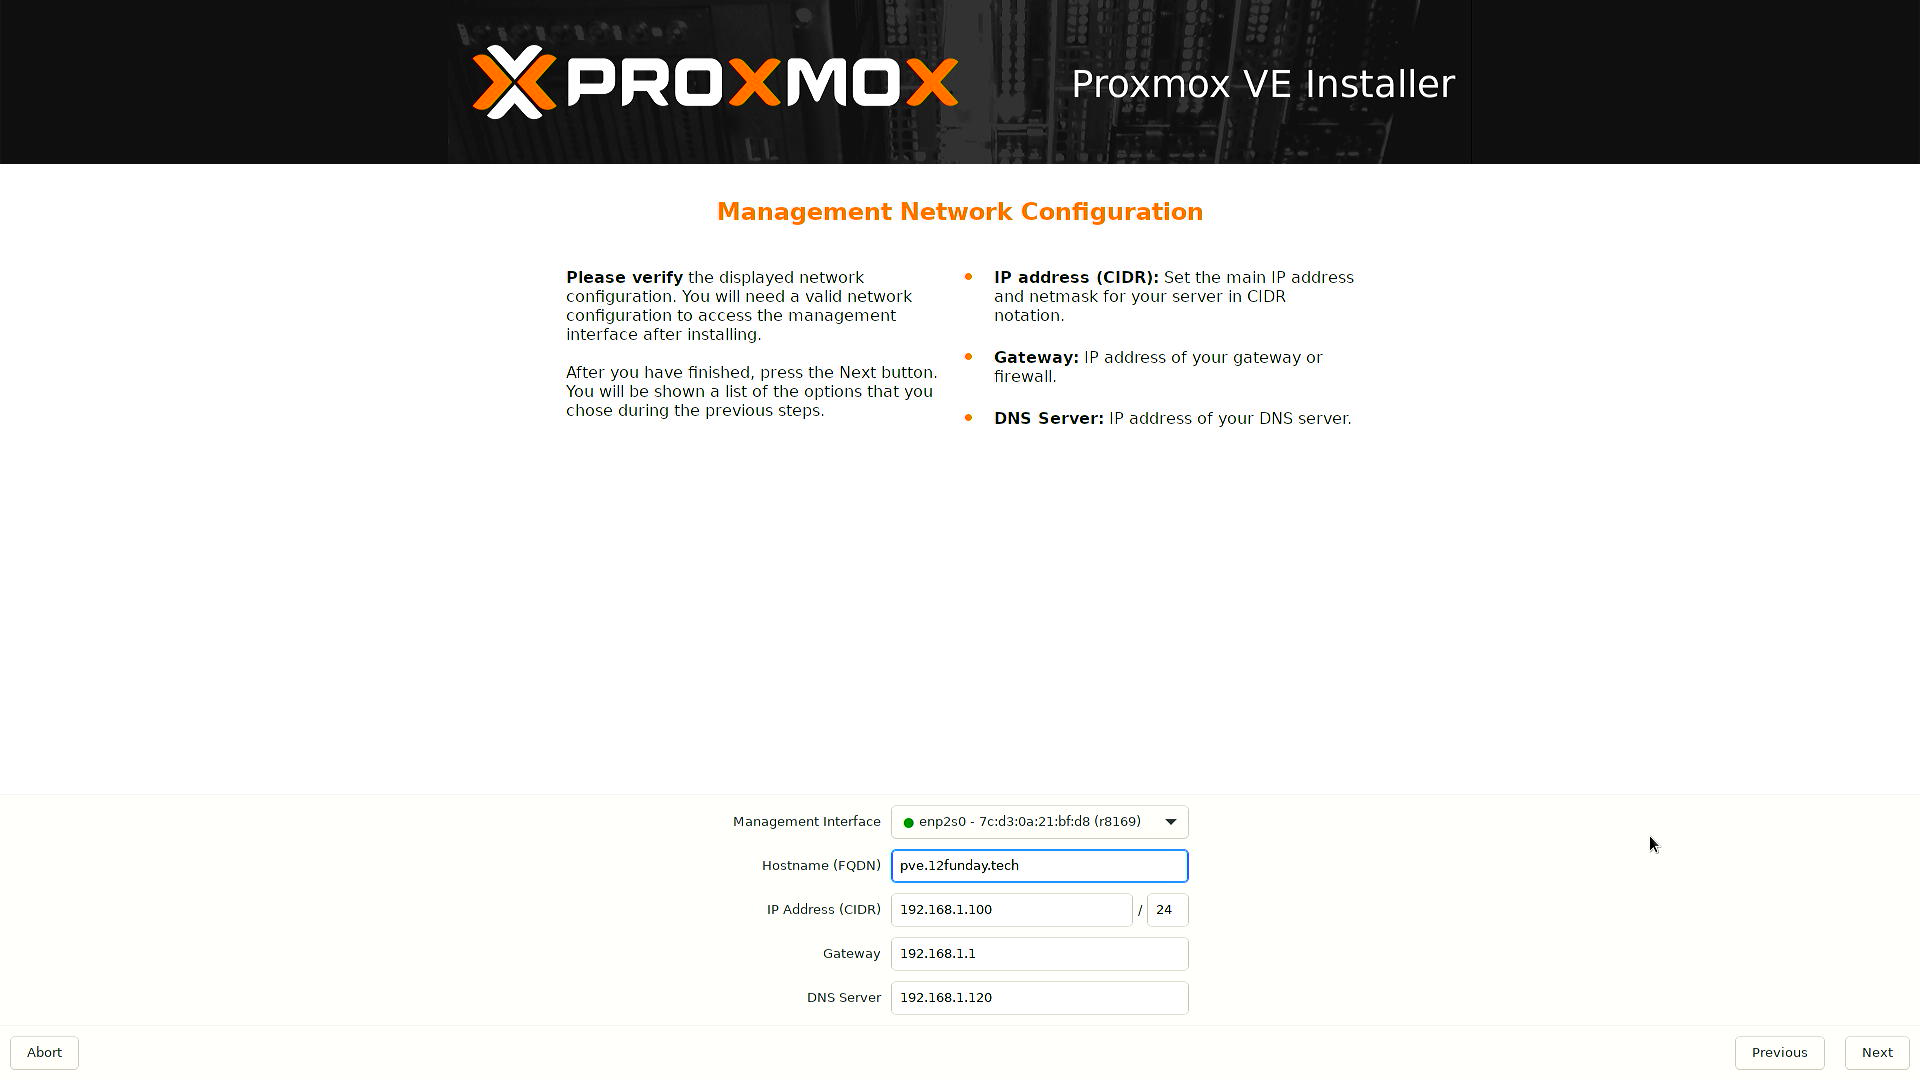 PROXMOX
Proxmox VE Installer
Management Network Configuration
Please verify the displayed network
configuration. You will need a valid network
configuration to access the management
interface after installing.
After you have finished, press the Next button.
You will be shown a list of the options that you
chose during the previous steps.
IP address (CIDR): Set the main IP address
and netmask for your server in CIDR
notation.
Gateway: IP address of your gateway or
firewall.
DNS Server: IP address of your DNS server.
Management Interface enp2s0 - 7c:d3:0a:21:bf:d8 (r8169)
Hostname (FQDN) pve.12funday.tech
IP Address (CIDR) 192.168.1.100 / 24
Gateway 192.168.1.1
DNS Server 192.168.1.120
Abort Previous Next